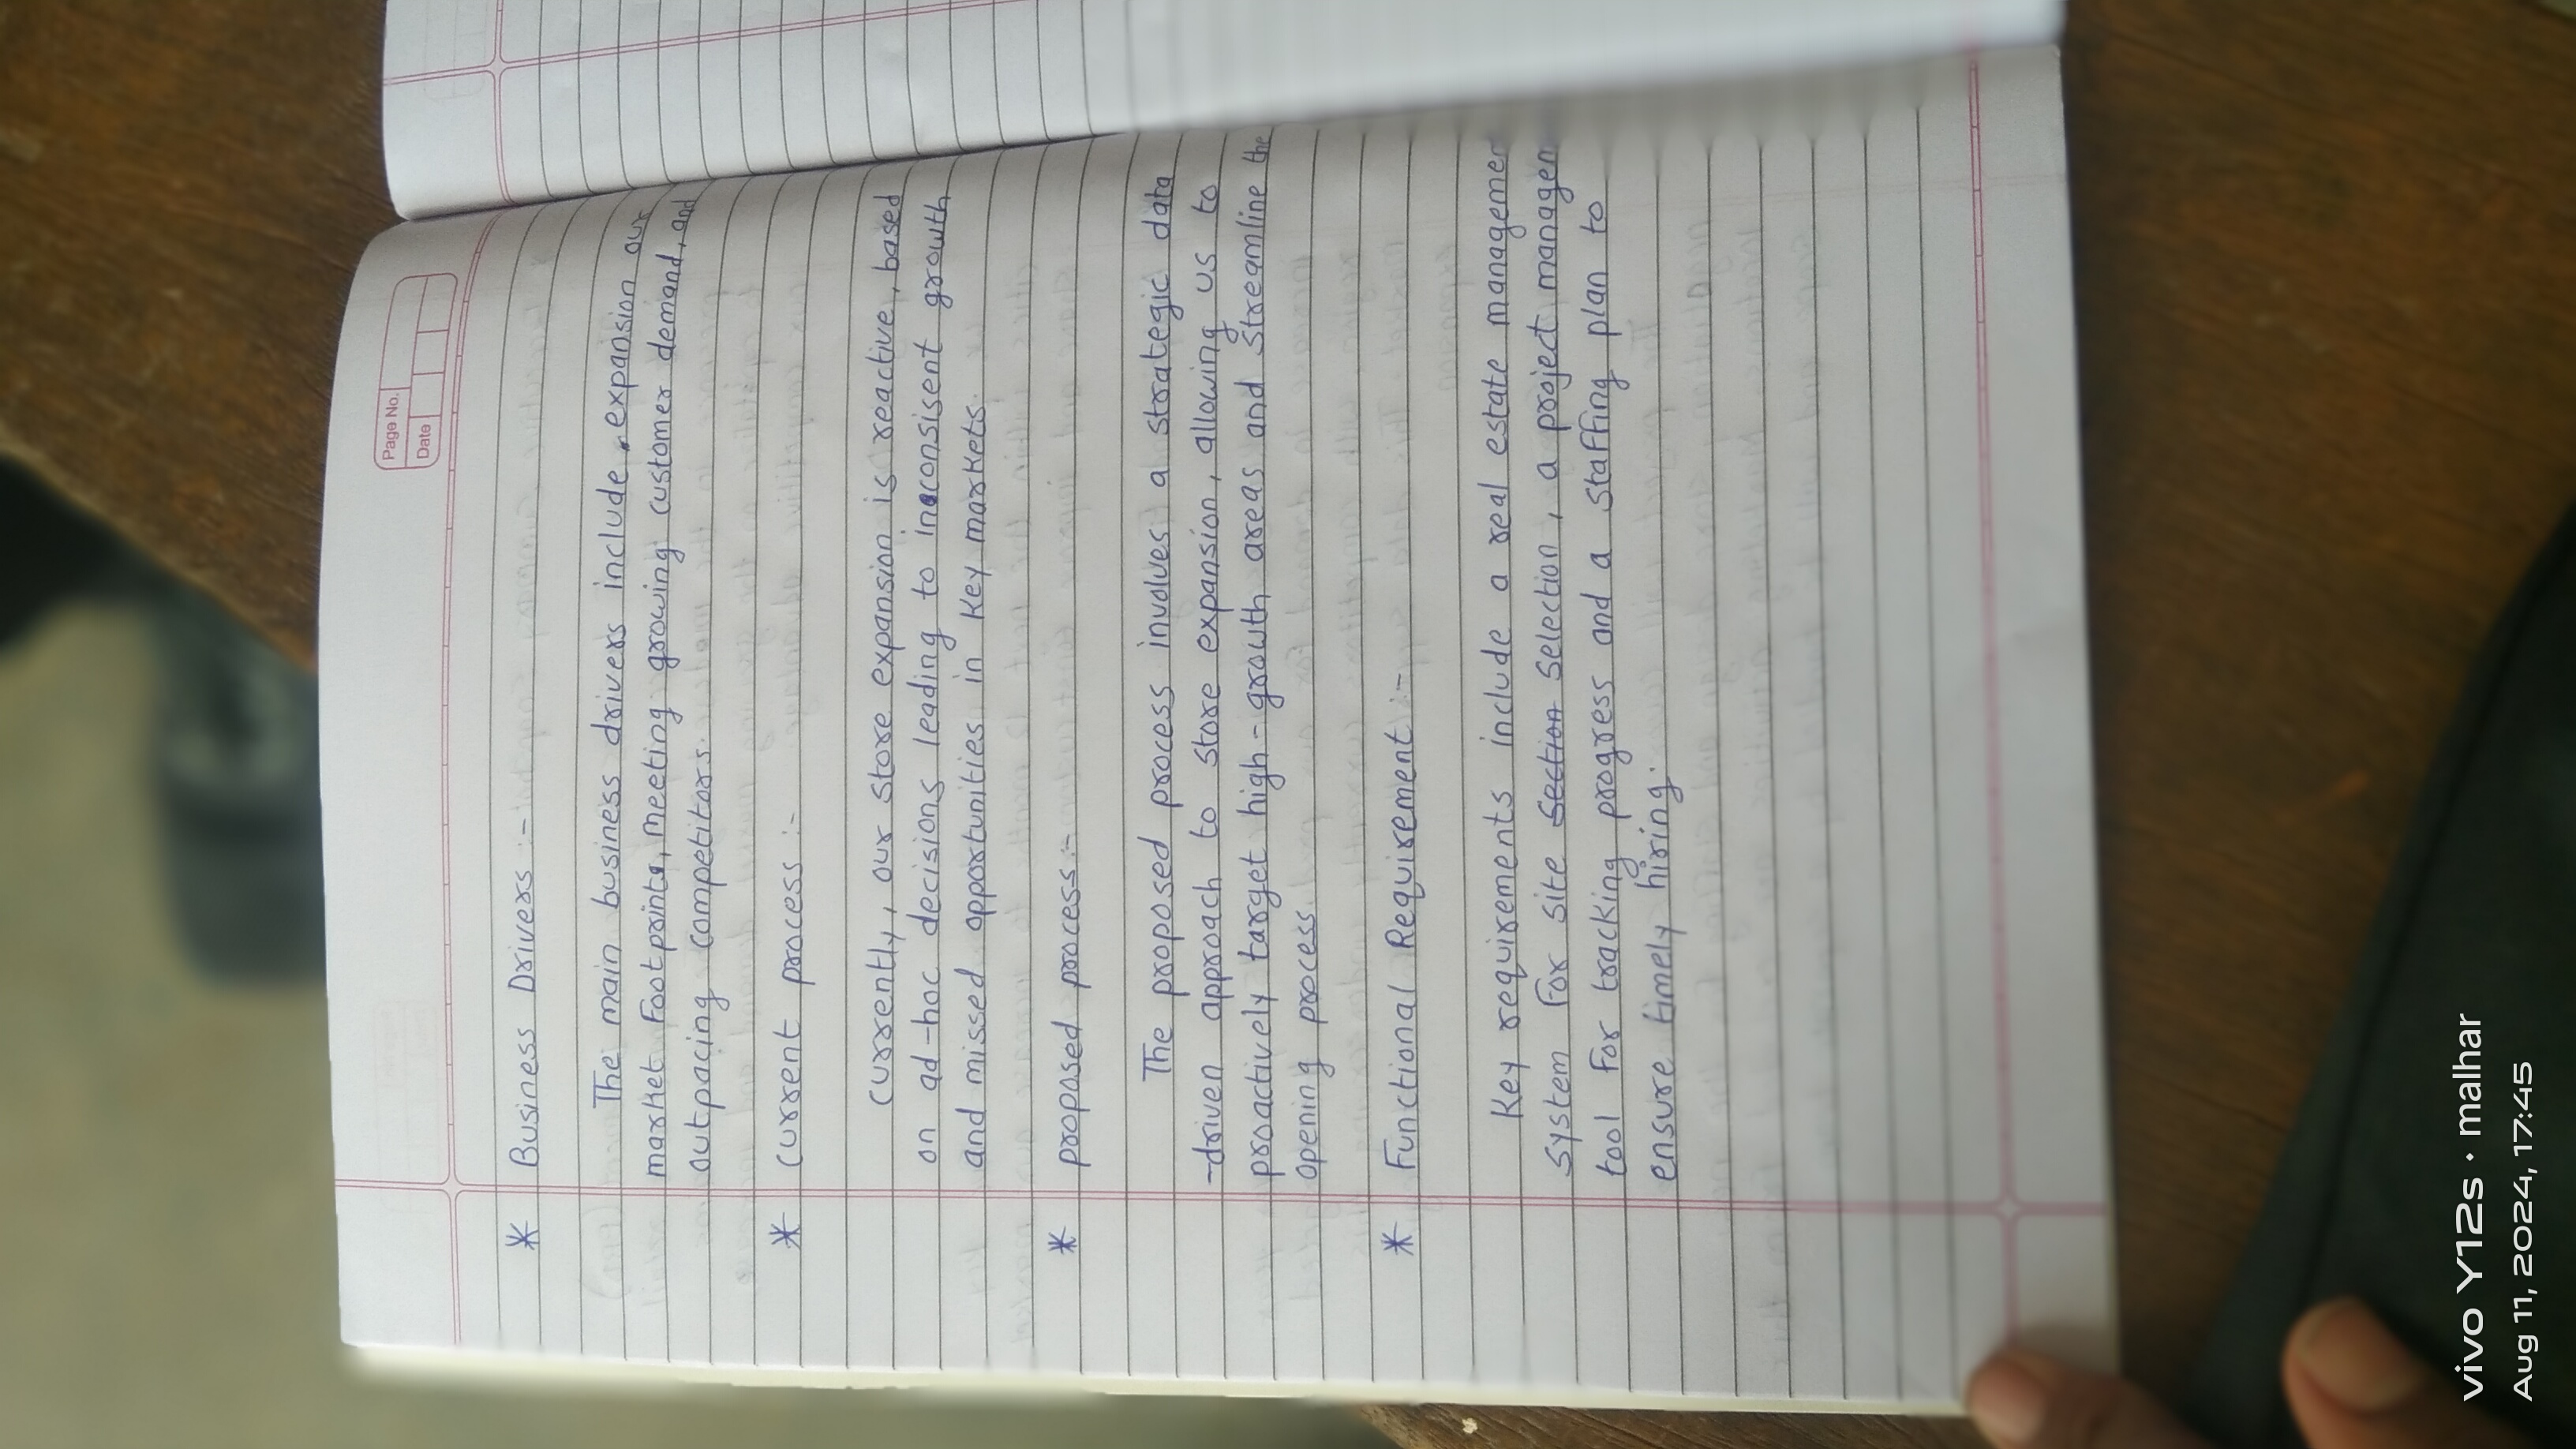 Page No.
Date
* Business Drivers :-
The main business drivers include expansion our
market Footprints, meeting growing customer demand, and
outpacing competitors.
* current process :-
currently, our store expansion is reactive, based
on ad-hoc decisions leading to inconsisent growth
and missed opportunities in key markets.
* proposed process:-
The proposed process involves a strategic data
-driven approach to store expansion, allowing us to
proactively target high-growth areas and streamline the
opening process.
* Functional Requirement :-
Key requirements include a real estate managemen
system for site Section selection, a project managen
tool for tracking progress and a staffing plan to
ensure timely hiring.
vivo Y12s · malhar
Aug 11, 2024, 17:45